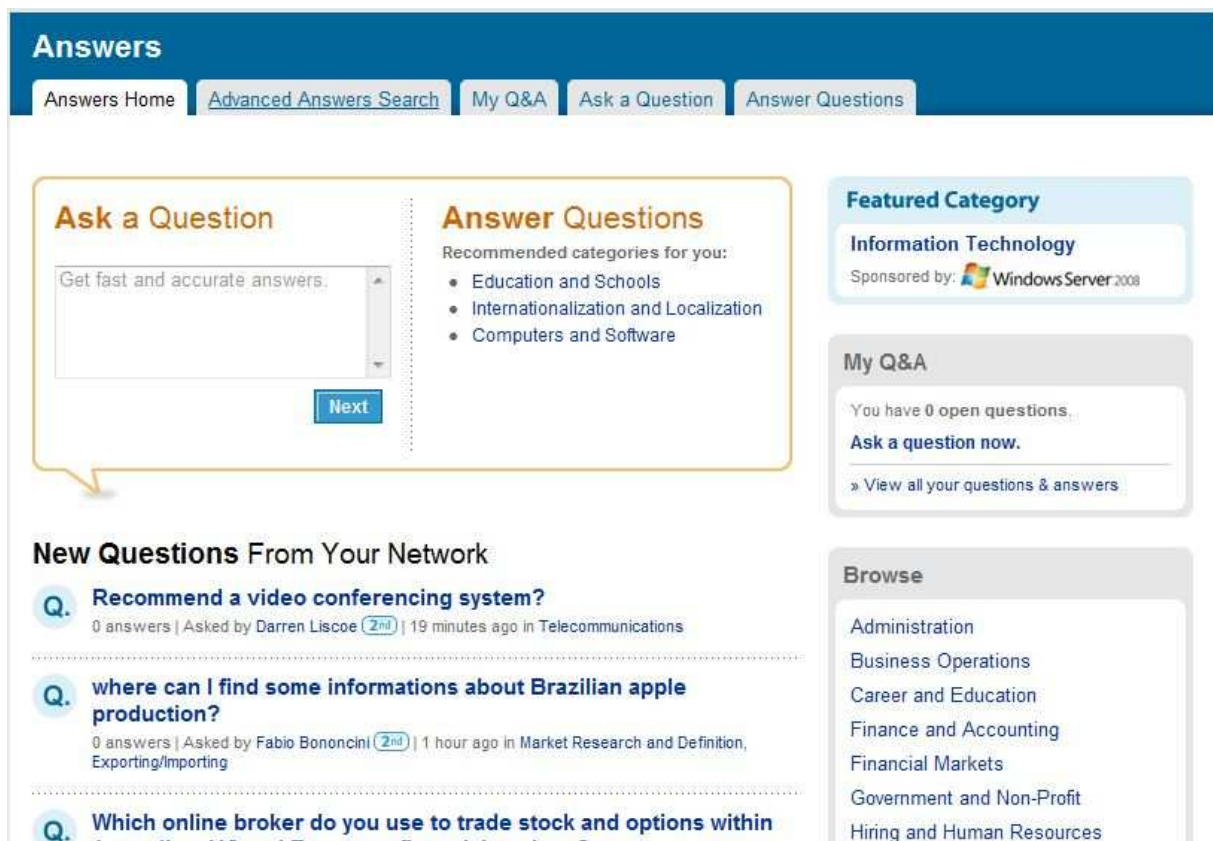 Answers
Answers Home
Advanced Answers Search
My Q&A
Ask a Question
Answer Questions
Ask a Question
Get fast and accurate answers.
Next
Answer Questions
Recommended categories for you:
Education and Schools
Internationalization and Localization
Computers and Software
Featured Category
Information Technology
Sponsored by: Windows Server 2008
My Q&A
You have 0 open questions.
Ask a question now.
» View all your questions & answers
New Questions From Your Network
Q. Recommend a video conferencing system?
0 answers | Asked by Darren Liscoe 2nd | 19 minutes ago in Telecommunications
Q. where can I find some informations about Brazilian apple
production?
0 answers | Asked by Fabio Bononcini 2nd | 1 hour ago in Market Research and Definition,
Exporting/Importing
Q. Which online broker do you use to trade stock and options within
Browse
Administration
Business Operations
Career and Education
Finance and Accounting
Financial Markets
Government and Non-Profit
Hiring and Human Resources